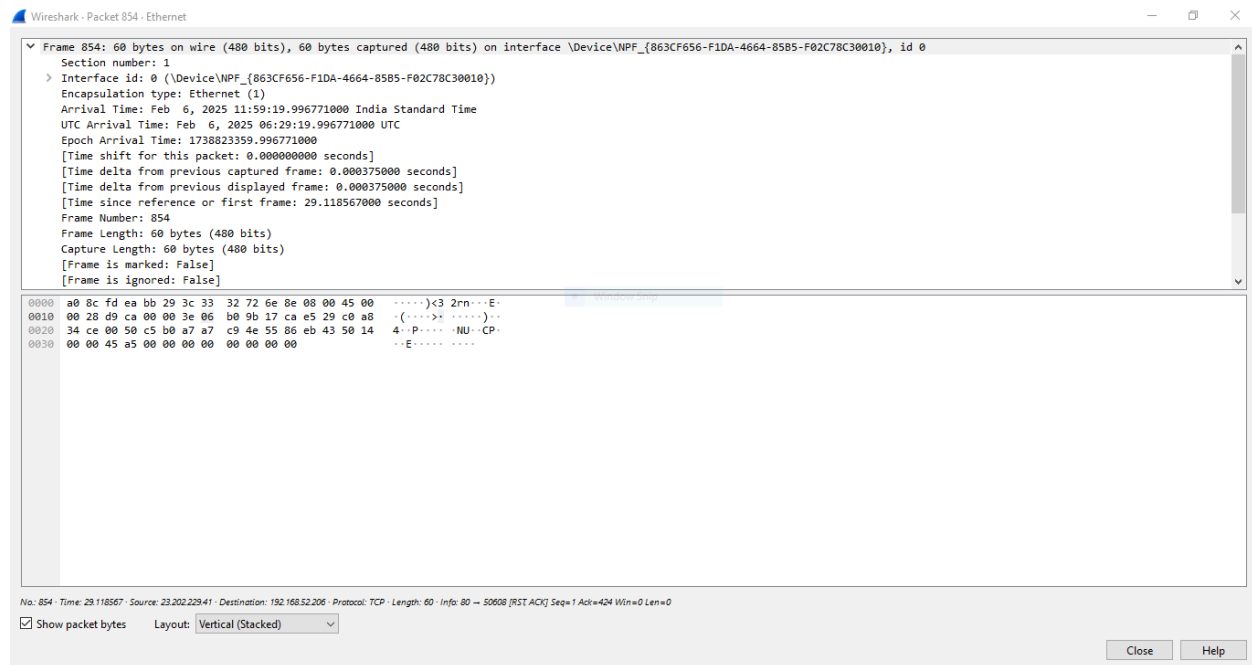 Wireshark · Packet 854 · Ethernet
Frame 854: 60 bytes on wire (480 bits), 60 bytes captured (480 bits) on interface \Device\NPF_{863CF656-F1DA-4664-85B5-F02C78C30010}, id 0
Section number: 1
Interface id: 0 (\Device\NPF_{863CF656-F1DA-4664-85B5-F02C78C30010})
Encapsulation type: Ethernet (1)
Arrival Time: Feb  6, 2025 11:59:19.996771000 India Standard Time
UTC Arrival Time: Feb  6, 2025 06:29:19.996771000 UTC
Epoch Arrival Time: 1738823359.996771000
[Time shift for this packet: 0.000000000 seconds]
[Time delta from previous captured frame: 0.000375000 seconds]
[Time delta from previous displayed frame: 0.000375000 seconds]
[Time since reference or first frame: 29.118567000 seconds]
Frame Number: 854
Frame Length: 60 bytes (480 bits)
Capture Length: 60 bytes (480 bits)
[Frame is marked: False]
[Frame is ignored: False]
Window Snip
0000 a0 8c fd ea bb 29 3c 33 32 72 6e 8e 08 00 45 00 ·····)<3 2rn···E·
0010 00 28 d9 ca 00 00 3e 06 b0 9b 17 ca e5 29 c0 a8 ·(····>· ·····)··
0020 34 ce 00 50 c5 b0 a7 a7 c9 4e 55 86 eb 43 50 14 4··P···· ·NU··CP·
0030 00 00 45 a5 00 00 00 00 00 00 00 00 ··E····· ····
No.: 854 · Time: 29.118567 · Source: 23.202.229.41 · Destination: 192.168.52.206 · Protocol: TCP · Length: 60 · Info: 80 → 50608 [RST, ACK] Seq=1 Ack=424 Win=0 Len=0
Show packet bytes Layout: Vertical (Stacked)
Close Help